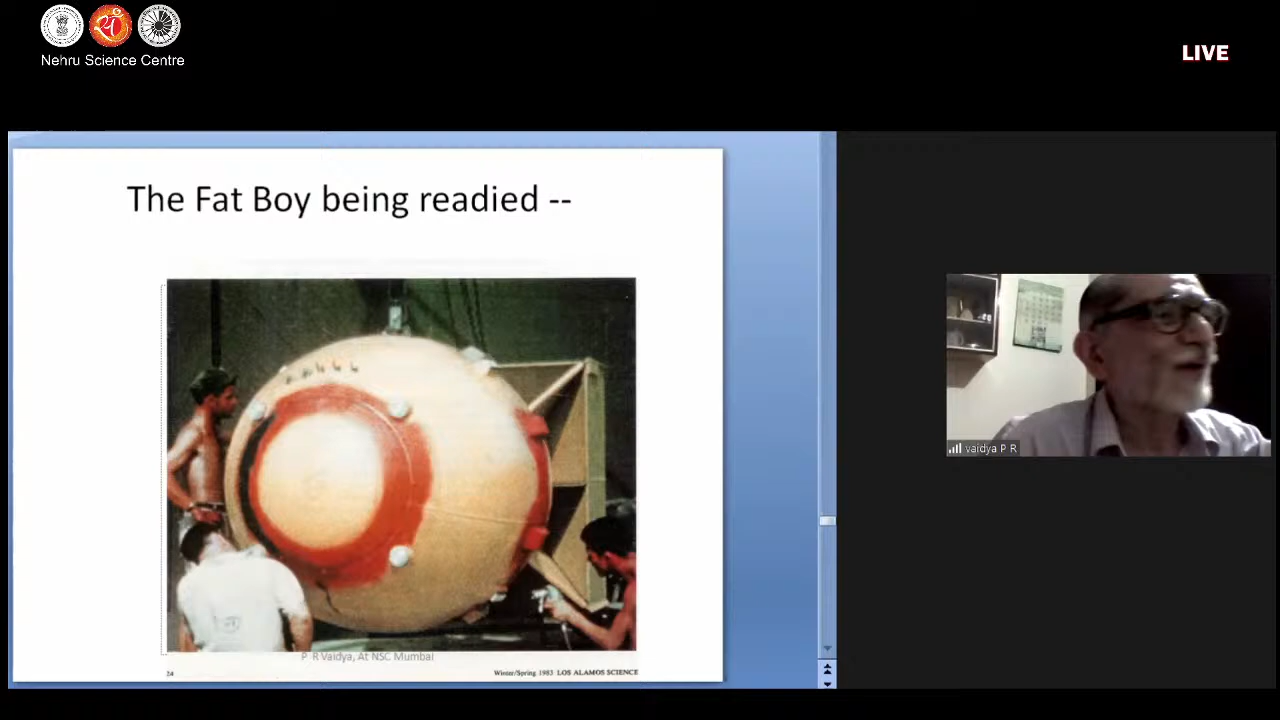 Nehru Science Centre
LIVE
The Fat Boy being readied --
vaidya P R
P R Vaidya, At NSC Mumbai
24
Winter/Spring 1983 LOS ALAMOS SCIENCE